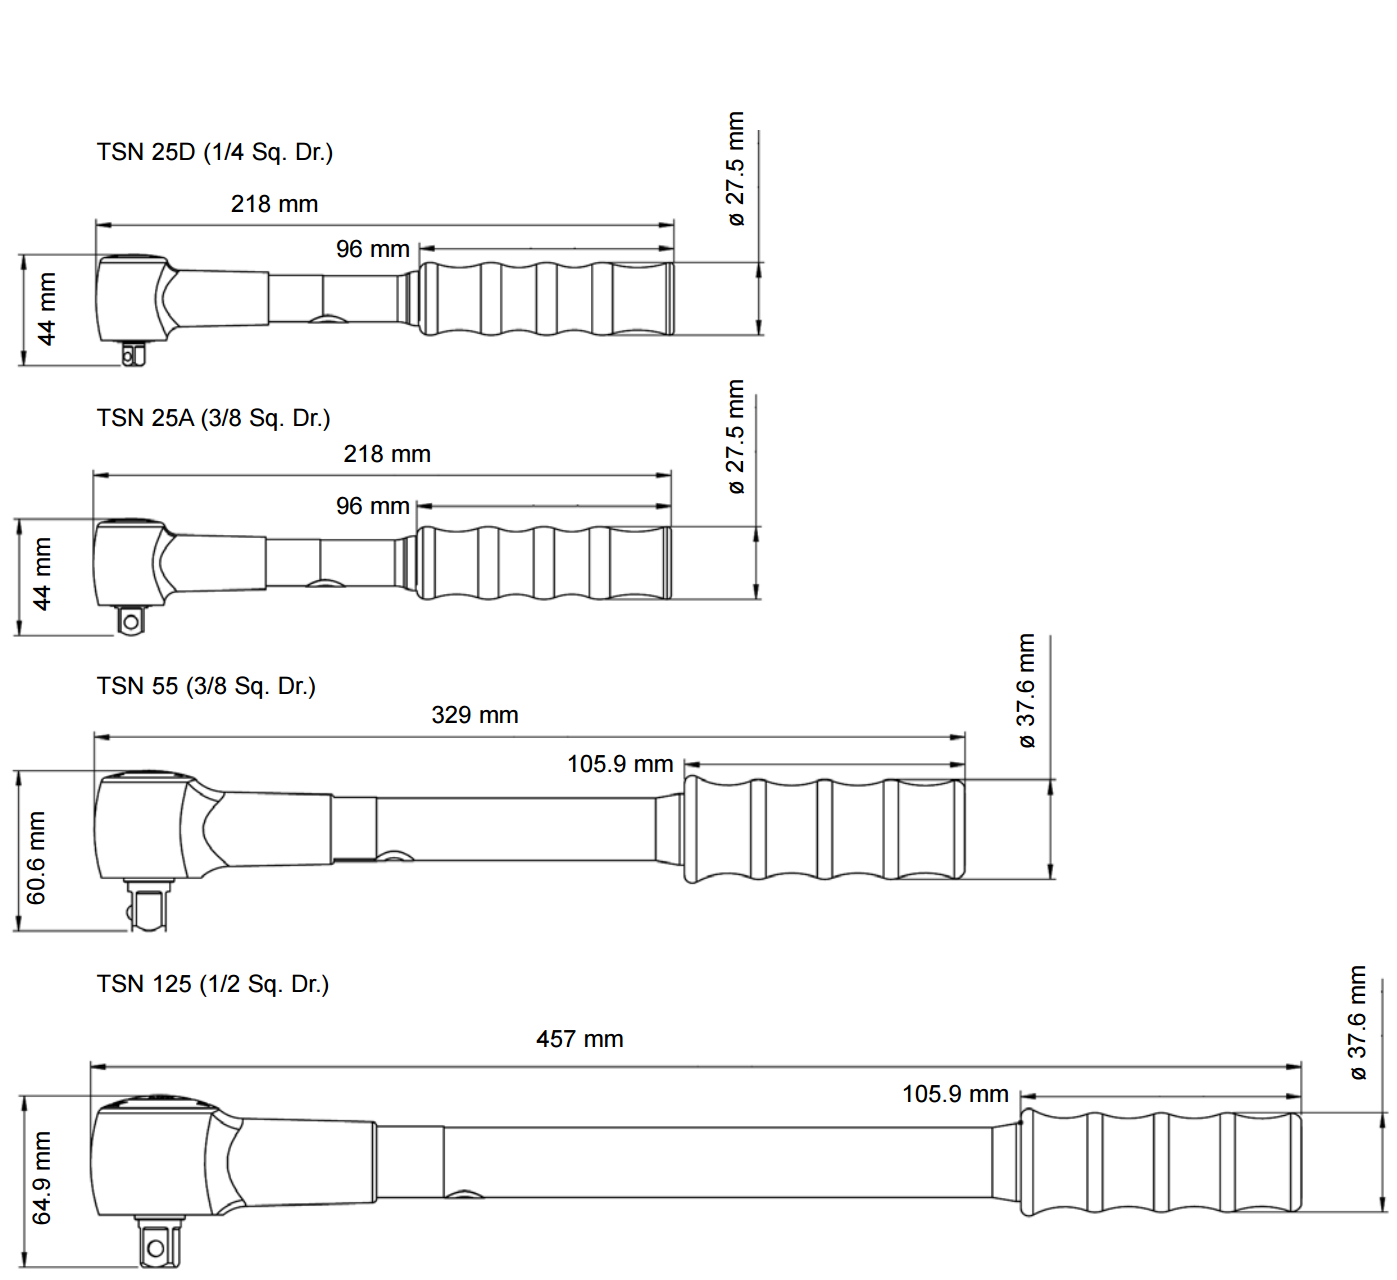 TSN 25D (1/4 Sq. Dr.)
218 mm
96 mm
ø 27.5 mm
44 mm
TSN 25A (3/8 Sq. Dr.)
218 mm
96 mm
ø 27.5 mm
44 mm
TSN 55 (3/8 Sq. Dr.)
329 mm
105.9 mm
ø 37.6 mm
60.6 mm
TSN 125 (1/2 Sq. Dr.)
457 mm
105.9 mm
ø 37.6 mm
64.9 mm